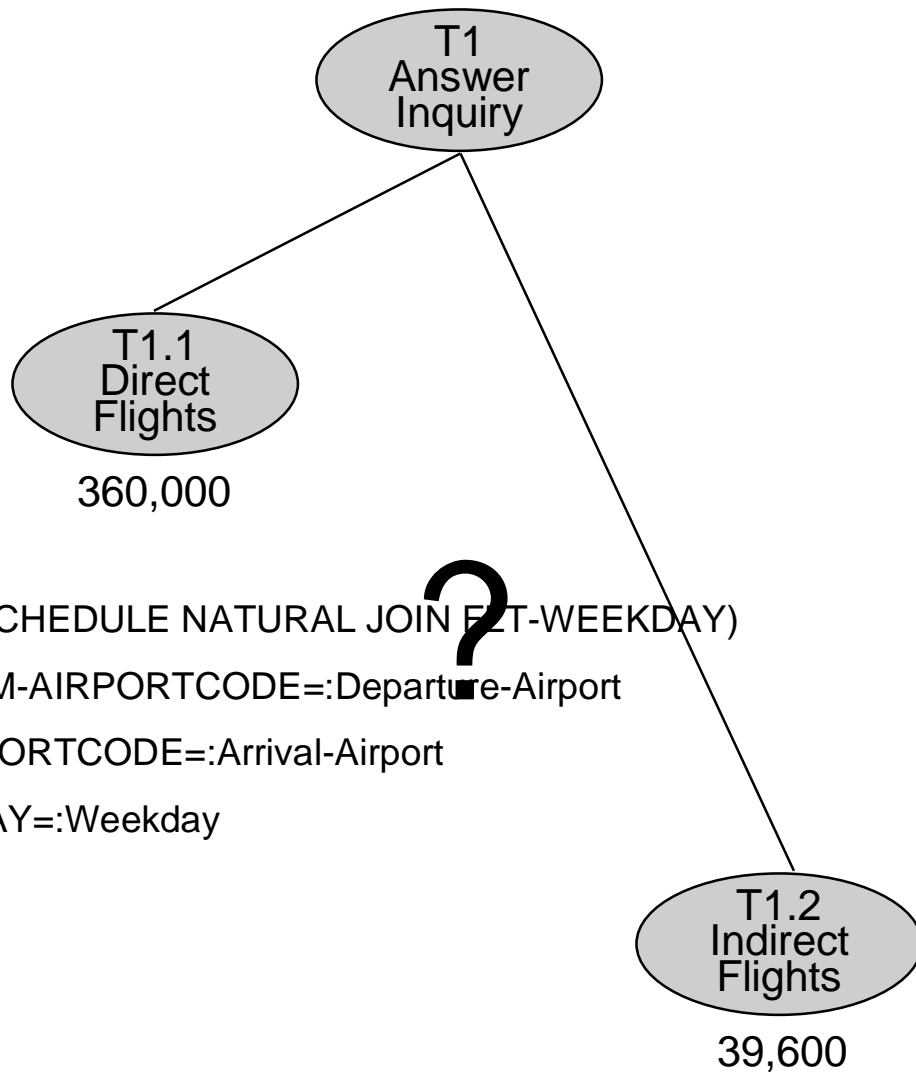 T1
Answer
Inquiry
T1.1
Direct
Flights
360,000
?
CHEDULE NATURAL JOIN FLT-WEEKDAY)
M-AIRPORTCODE=:Departure-Airport
ORTCODE=:Arrival-Airport
AY=:Weekday
T1.2
Indirect
Flights
39,600